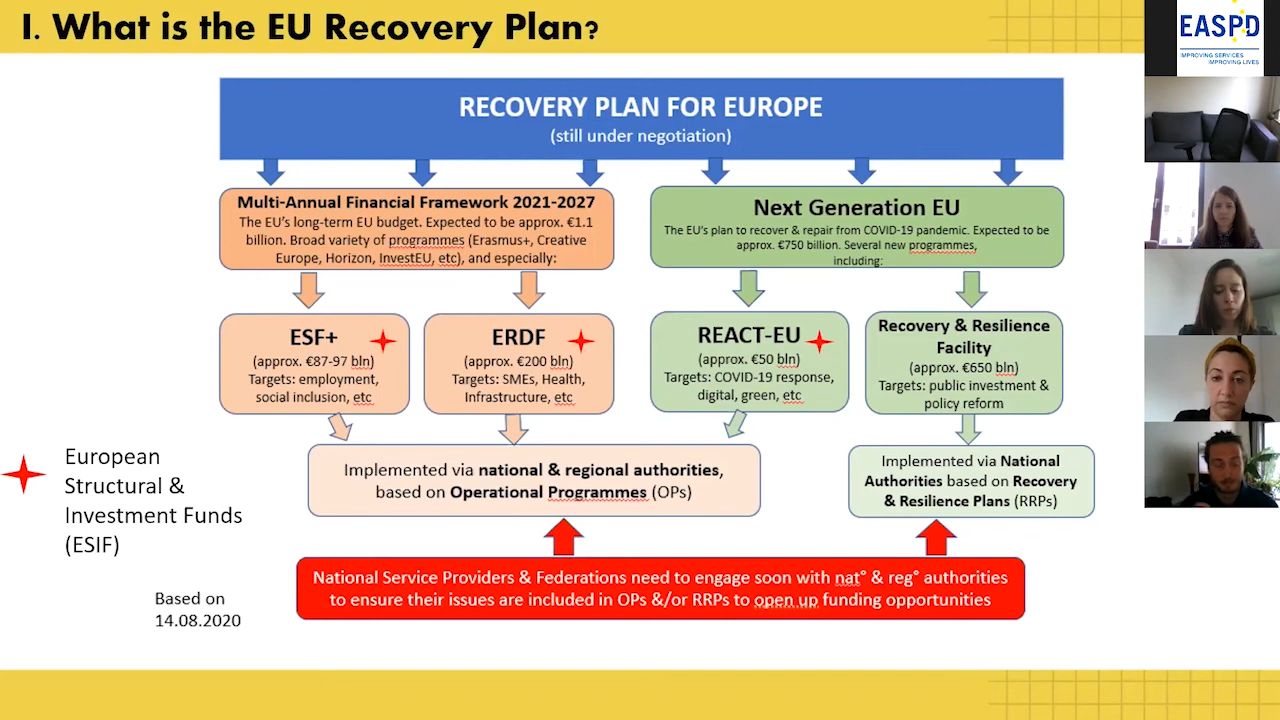 I. What is the EU Recovery Plan?
EASPD
IMPROVING SERVICES
IMPROVING LIVES
RECOVERY PLAN FOR EUROPE
(still under negotiation)
Multi-Annual Financial Framework 2021-2027
The EU's long-term EU budget. Expected to be approx. €1.1
billion. Broad variety of programmes (Erasmus+, Creative
Europe, Horizon, InvestEU, etc), and especially:
Next Generation EU
The EU's plan to recover & repair from COVID-19 pandemic. Expected to be
approx. €750 billion. Several new programmes,
including:
ESF+
(approx. €87-97 bln)
Targets: employment,
social inclusion, etc
ERDF
(approx. €200 bln)
Targets: SMEs, Health,
Infrastructure, etc
REACT-EU
(approx. €50 bln)
Targets: COVID-19 response,
digital, green, etc
Recovery & Resilience
Facility
(approx. €650 bln)
Targets: public investment &
policy reform
European
Structural &
Investment Funds
(ESIF)
Implemented via national & regional authorities,
based on Operational Programmes (OPs)
Implemented via National
Authorities based on Recovery
& Resilience Plans (RRPs)
National Service Providers & Federations need to engage soon with nat° & reg° authorities
to ensure their issues are included in OPs &/or RRPs to open up funding opportunities
Based on
14.08.2020